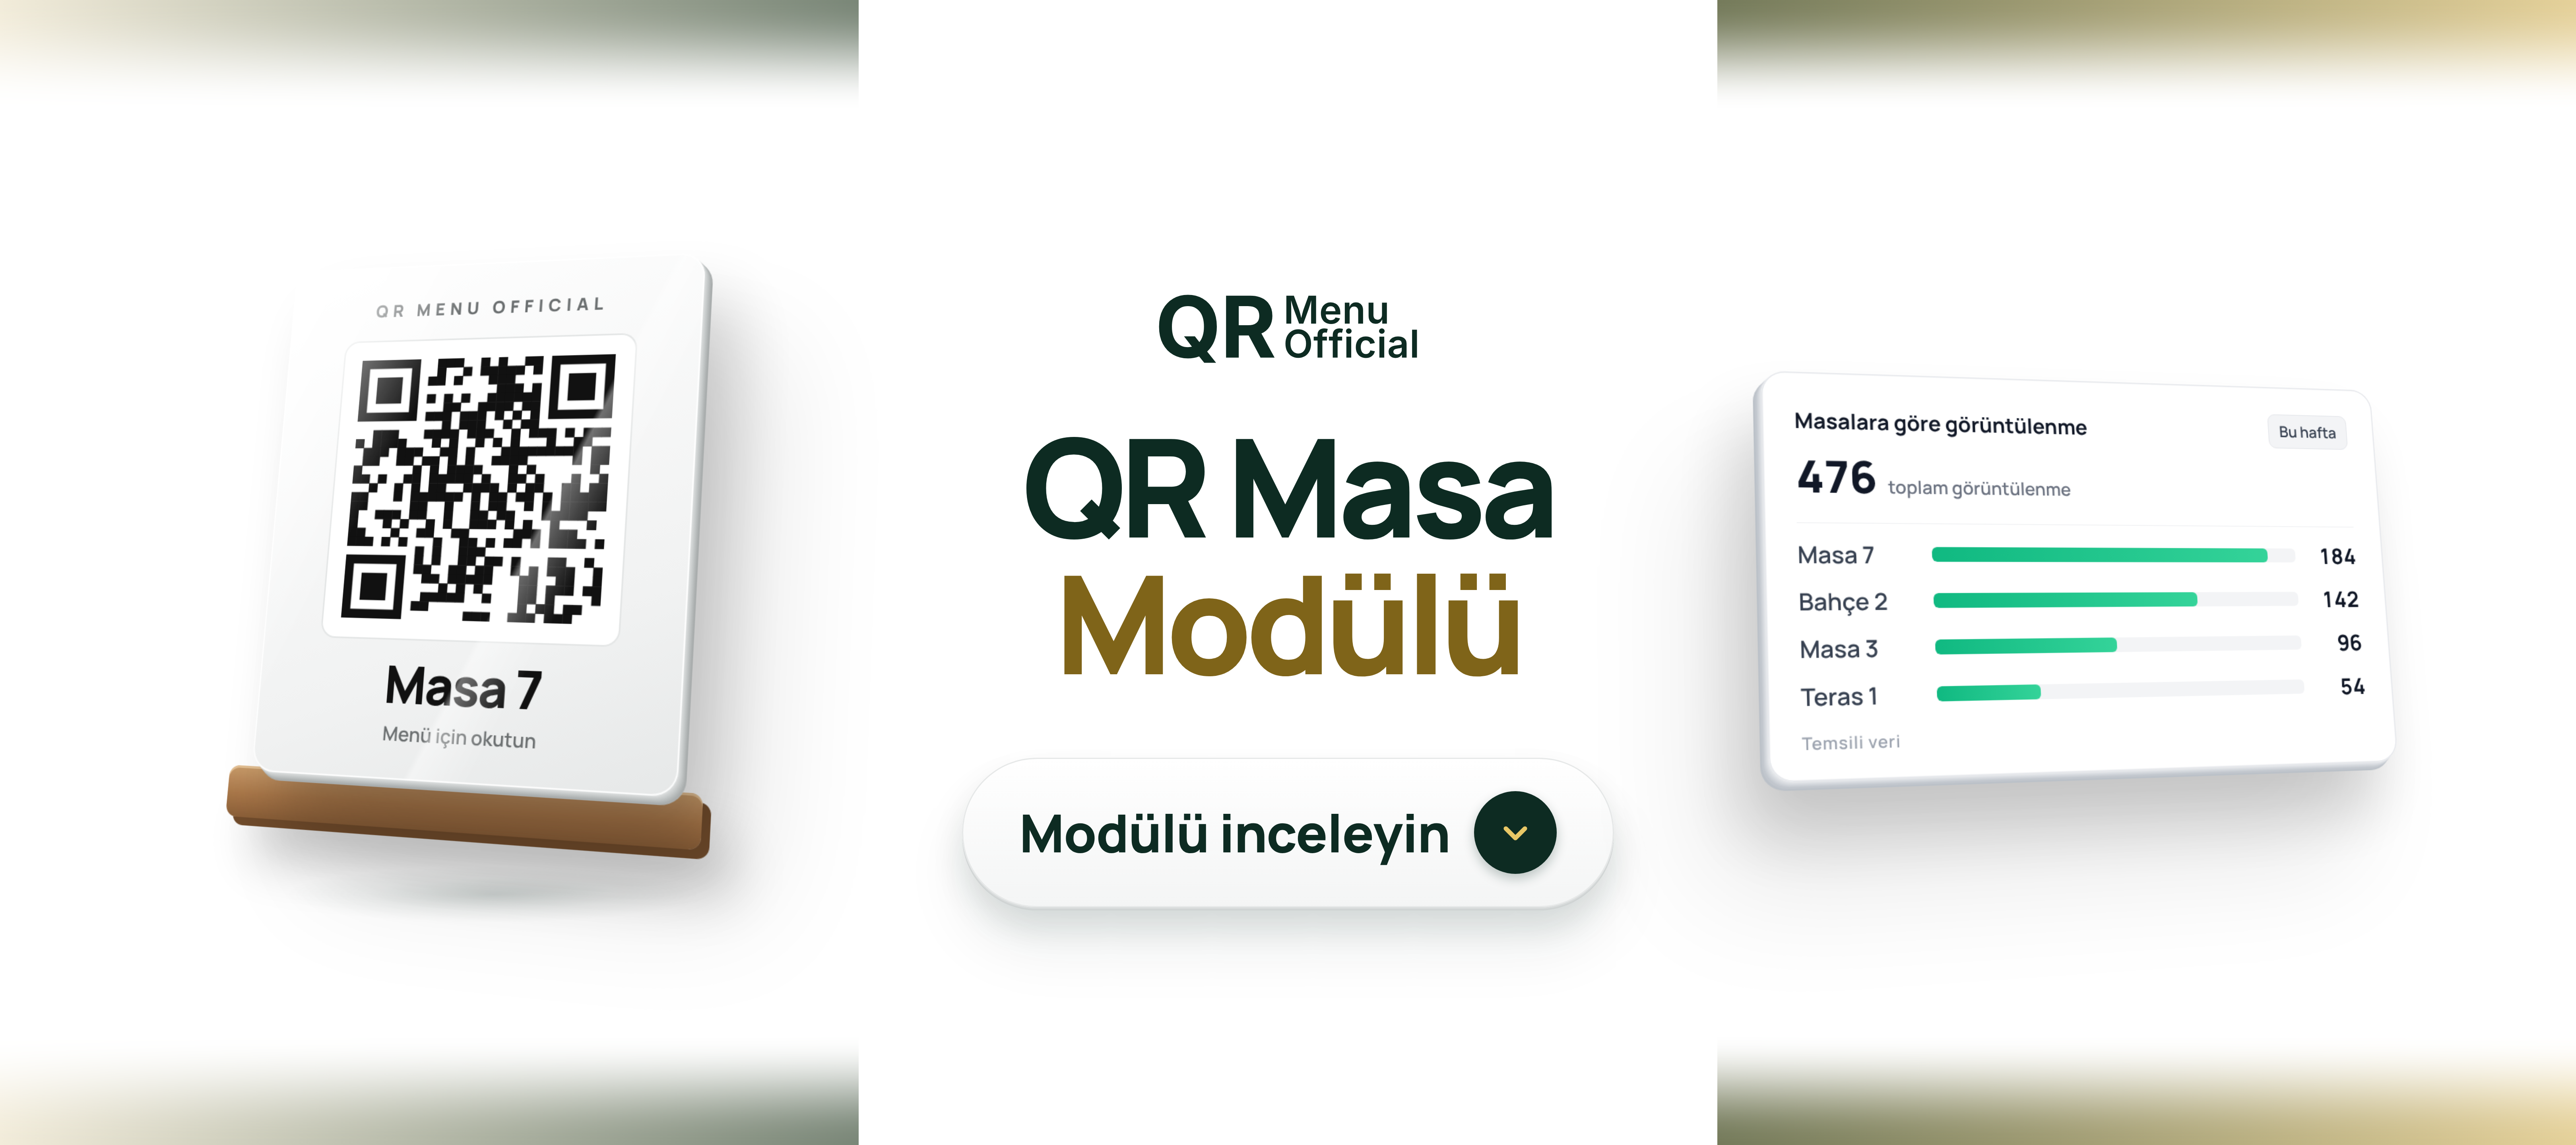 QR MENU OFFICIAL
Masa 7
Menü için okutun
QR Menu
Official
QR Masa
Modülü
Modülü inceleyin
Masalara göre görüntülenme
Bu hafta
476 toplam görüntülenme
Masa 7 184
Bahçe 2 142
Masa 3 96
Teras 1 54
Temsili veri